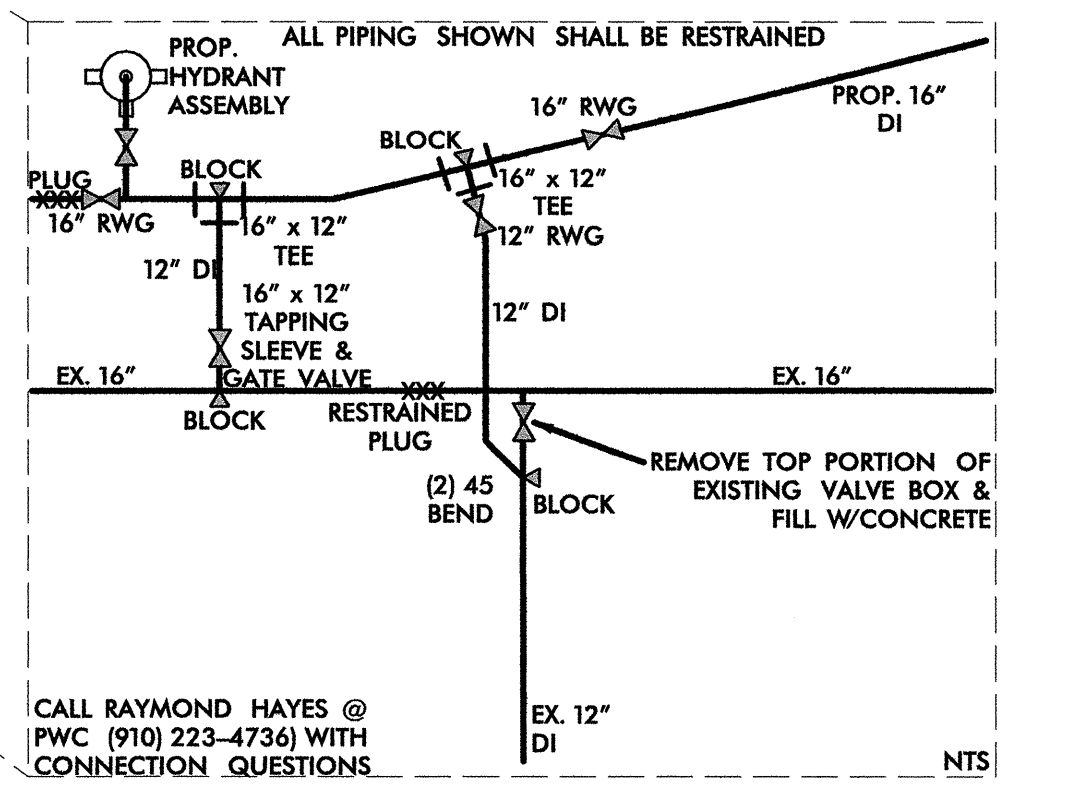 ALL PIPING SHOWN SHALL BE RESTRAINED
PROP.
HYDRANT
ASSEMBLY
16" RWG
PROP. 16"
DI
BLOCK
BLOCK
PLUG
XXX
16" RWG
16" x 12"
TEE
16" x 12"
TEE
12" RWG
12" DI
16" x 12"
TAPPING
SLEEVE &
GATE VALVE
12" DI
EX. 16"
XXX
EX. 16"
BLOCK
RESTRAINED
PLUG
REMOVE TOP PORTION OF
EXISTING VALVE BOX &
FILL W/CONCRETE
(2) 45
BEND
BLOCK
CALL RAYMOND HAYES @
PWC (910) 223-4736) WITH
CONNECTION QUESTIONS
EX. 12"
DI
NTS